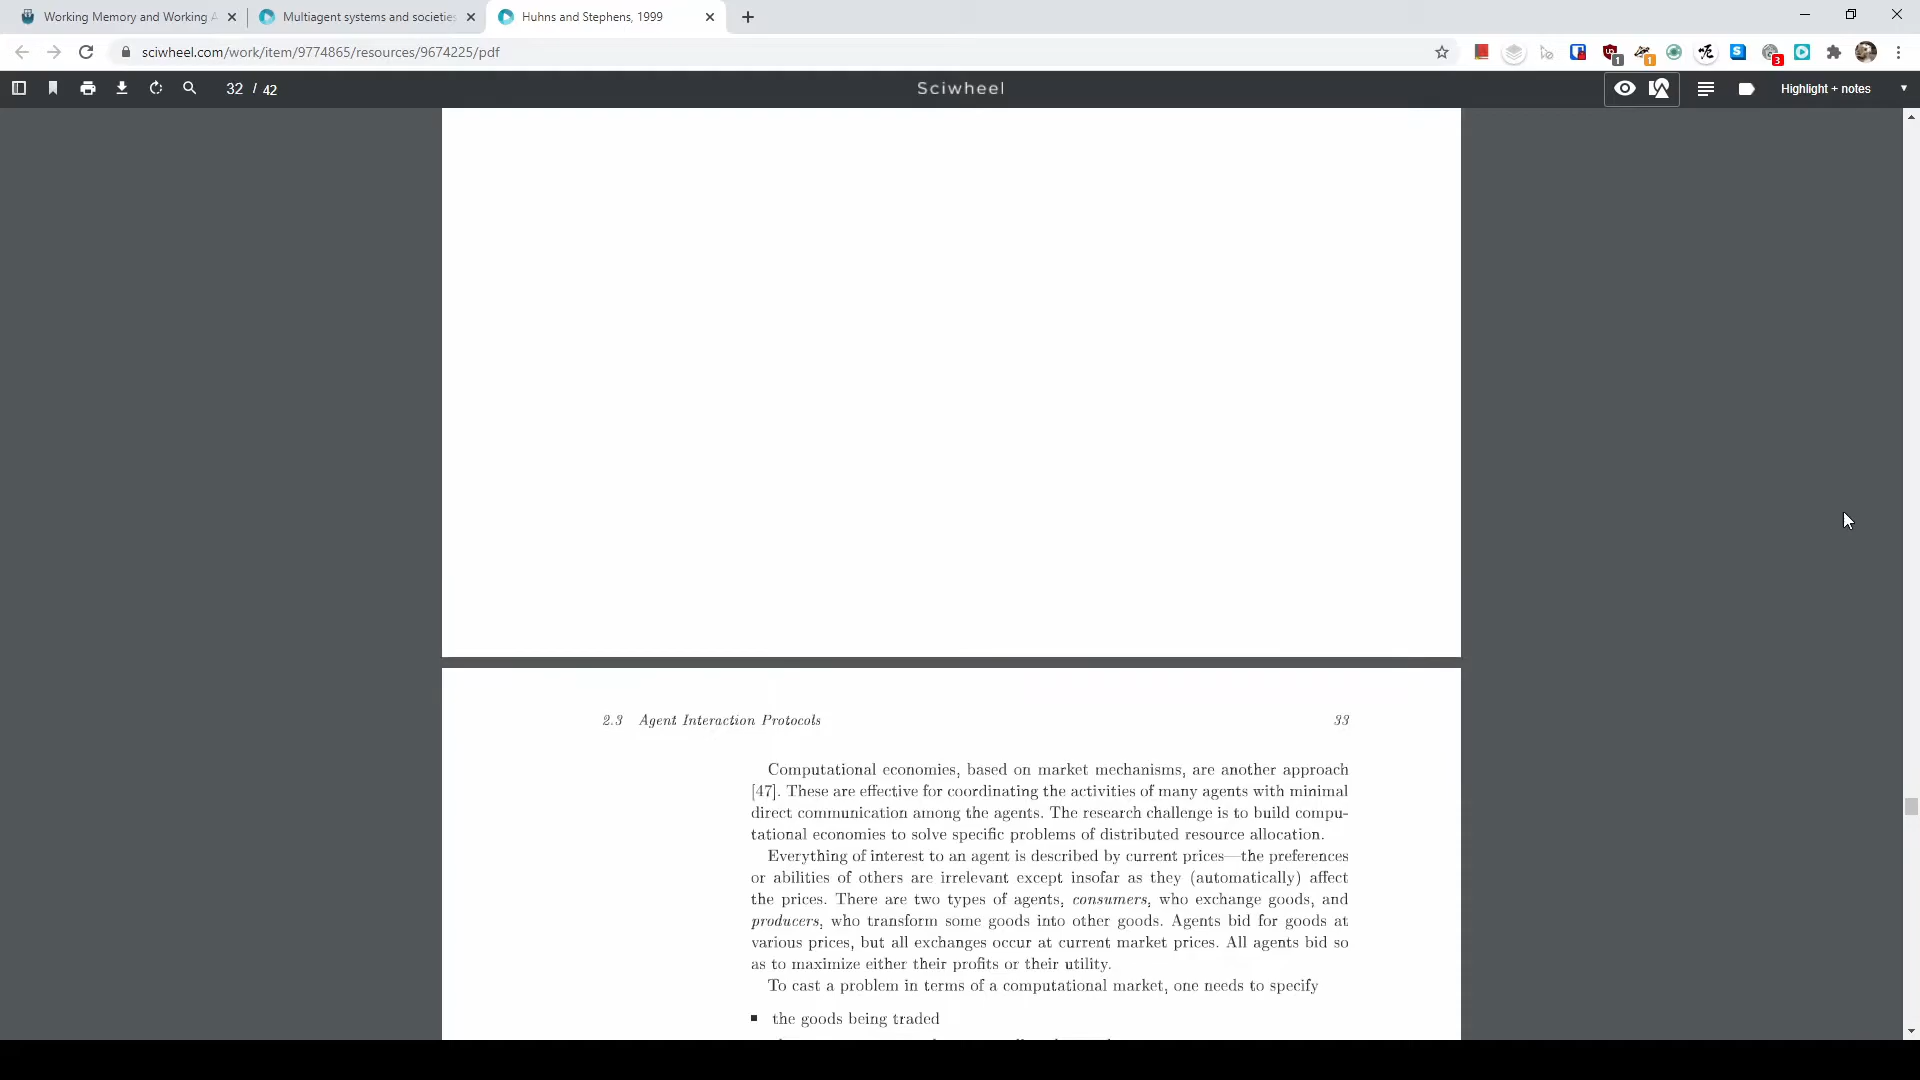 Working Memory and Working
Multiagent systems and societies
Huhns and Stephens, 1999
sciwheel.com/work/item/9774865/resources/9674225/pdf
1
1
S
3
32 / 42
Sciwheel
Highlight + notes
2.3 Agent Interaction Protocols
33
Computational economies, based on market mechanisms, are another approach
[47]. These are effective for coordinating the activities of many agents with minimal
direct communication among the agents. The research challenge is to build compu-
tational economies to solve specific problems of distributed resource allocation.
Everything of interest to an agent is described by current prices—the preferences
or abilities of others are irrelevant except insofar as they (automatically) affect
the prices. There are two types of agents, consumers, who exchange goods, and
producers, who transform some goods into other goods. Agents bid for goods at
various prices, but all exchanges occur at current market prices. All agents bid so
as to maximize either their profits or their utility.
To cast a problem in terms of a computational market, one needs to specify
■ the goods being traded